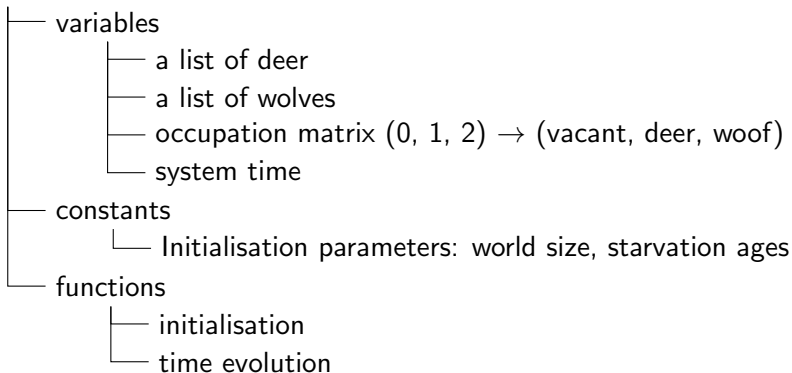 variables
a list of deer
a list of wolves
occupation matrix (0, 1, 2) → (vacant, deer, woof)
system time
constants
Initialisation parameters: world size, starvation ages
functions
initialisation
time evolution